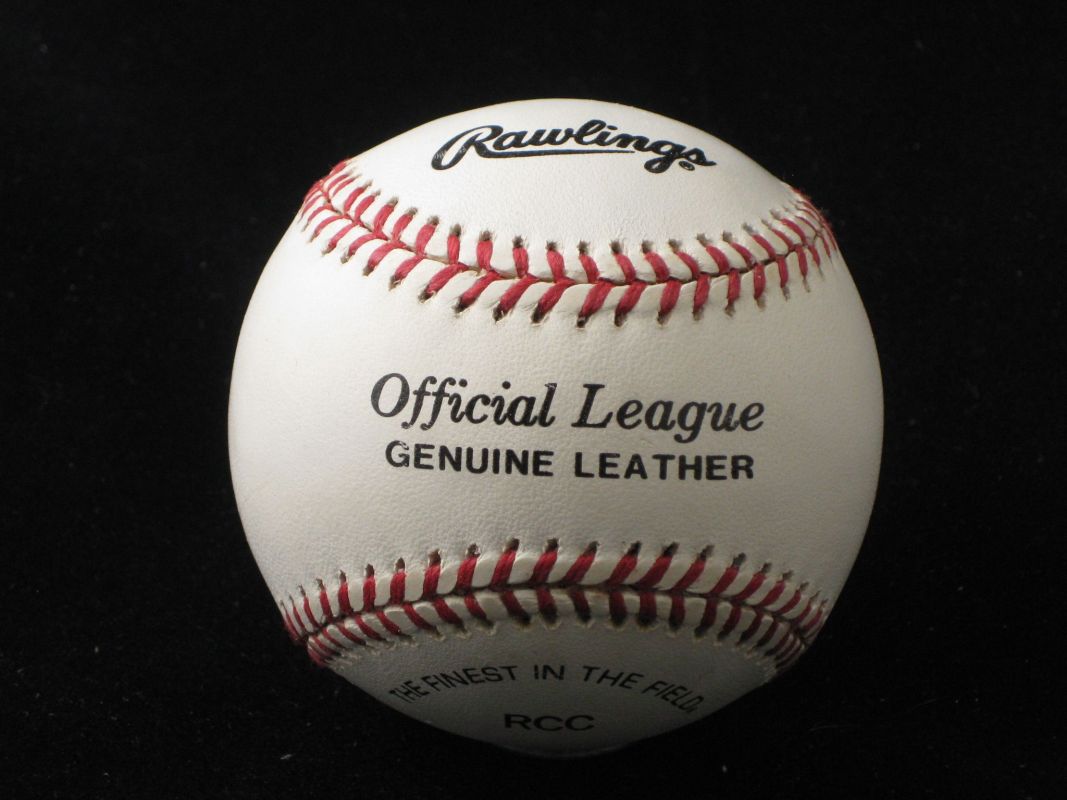 Rawlings®
Official League
GENUINE LEATHER
THE FINEST IN THE FIELD.
RCC